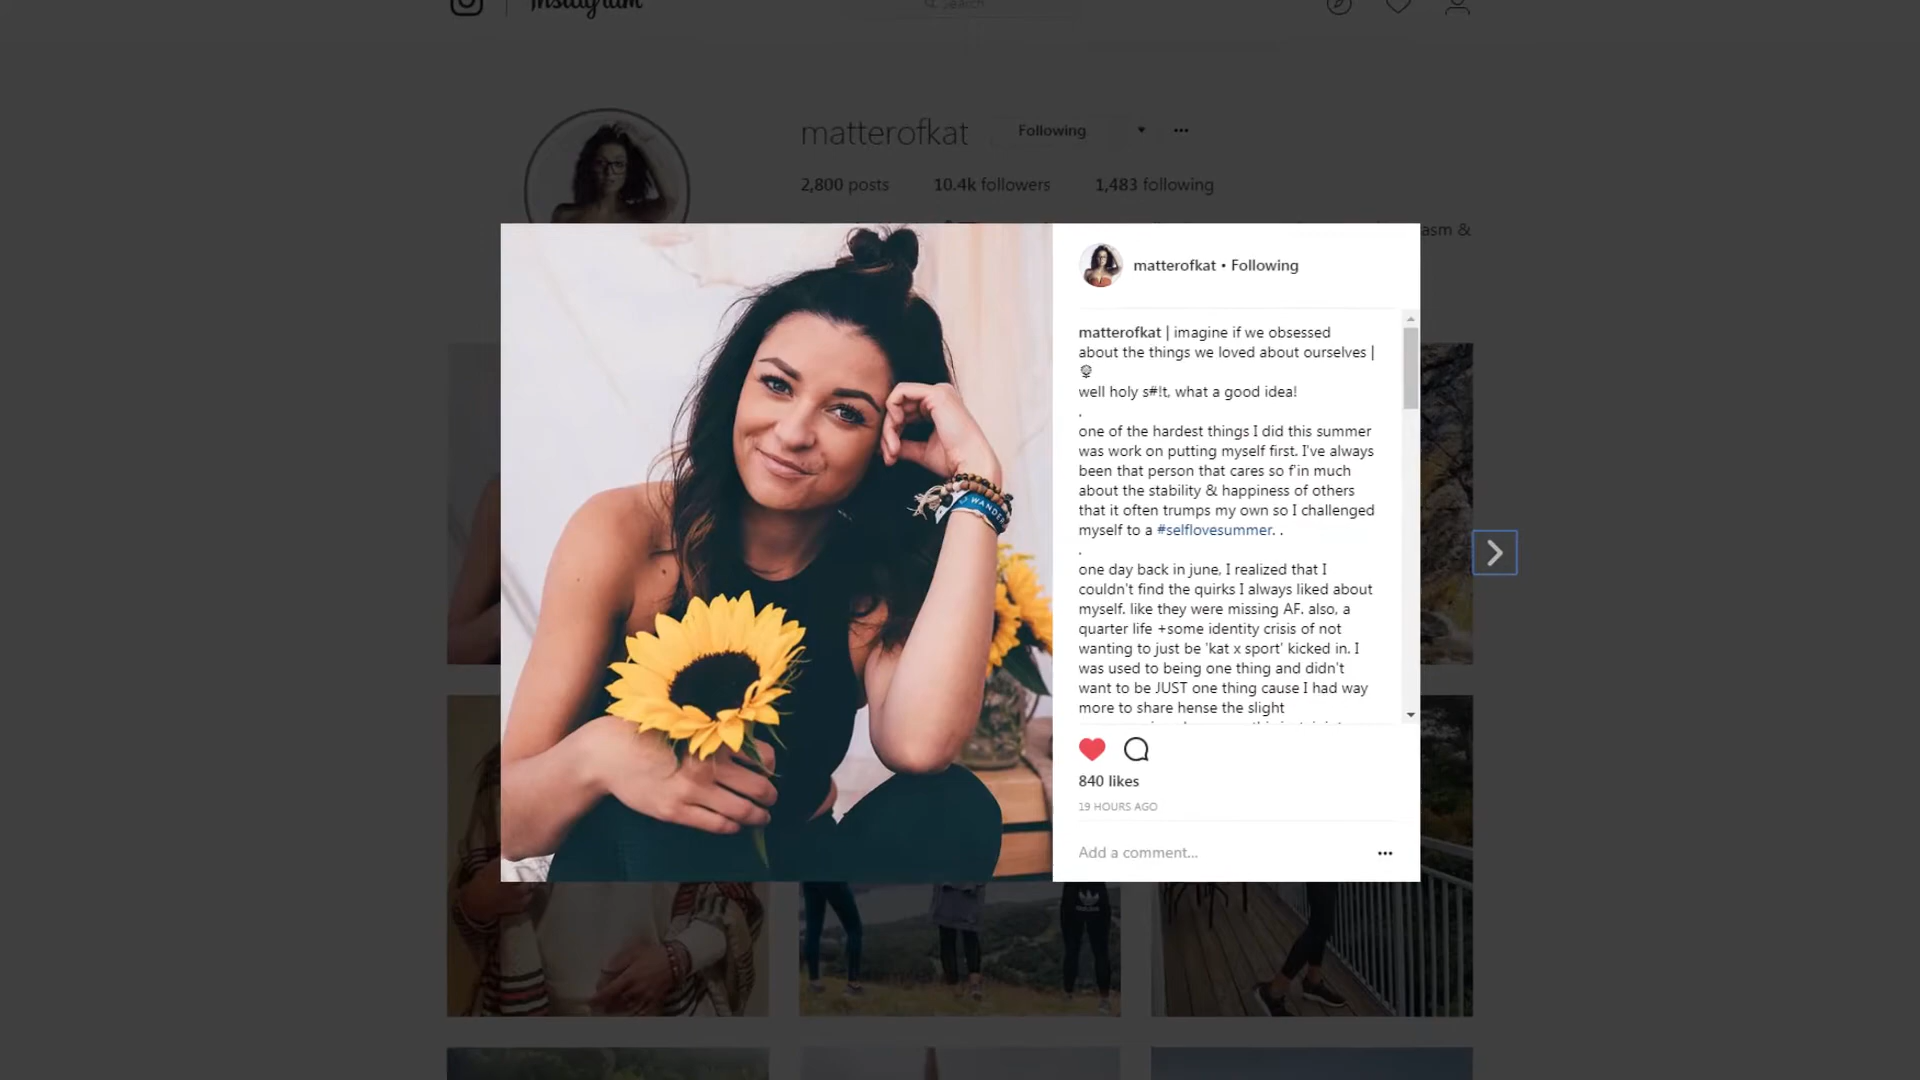 Instagram
Search
matterofkat Following
2,800 posts 10.4k followers 1,483 following
asm &
matterofkat • Following
matterofkat | imagine if we obsessed
about the things we loved about ourselves |
well holy s#!t, what a good idea!
.
one of the hardest things I did this summer
was work on putting myself first. I've always
been that person that cares so f'in much
about the stability & happiness of others
that it often trumps my own so I challenged
myself to a #selflovesummer. .
.
one day back in june, I realized that I
couldn't find the quirks I always liked about
myself. like they were missing AF. also, a
quarter life +some identity crisis of not
wanting to just be 'kat x sport' kicked in. I
was used to being one thing and didn't
want to be JUST one thing cause I had way
more to share hense the slight
840 likes
19 HOURS AGO
Add a comment...
WANDER